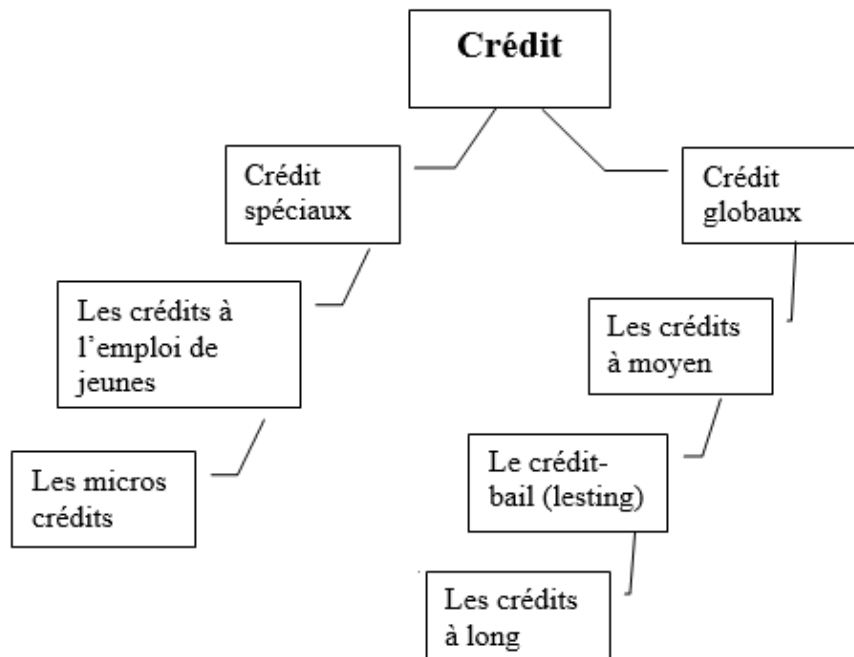 Crédit
Crédit
spéciaux
Crédit
globaux
Les crédits à
l’emploi de
jeunes
Les crédits
à moyen
Les micros
crédits
Le crédit-
bail (lesting)
Les crédits
à long